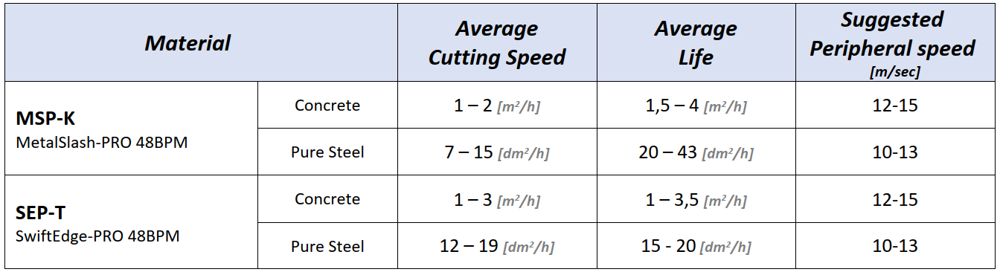 Material
Average
Cutting Speed
Average
Life
Suggested
Peripheral speed
[m/sec]
MSP-K
MetalSlash-PRO 48BPM
Concrete
1 – 2 [m²/h]
1,5 – 4 [m²/h]
12-15
Pure Steel
7 – 15 [dm²/h]
20 – 43 [dm²/h]
10-13
SEP-T
SwiftEdge-PRO 48BPM
Concrete
1 – 3 [m²/h]
1 – 3,5 [m²/h]
12-15
Pure Steel
12 – 19 [dm²/h]
15 - 20 [dm²/h]
10-13